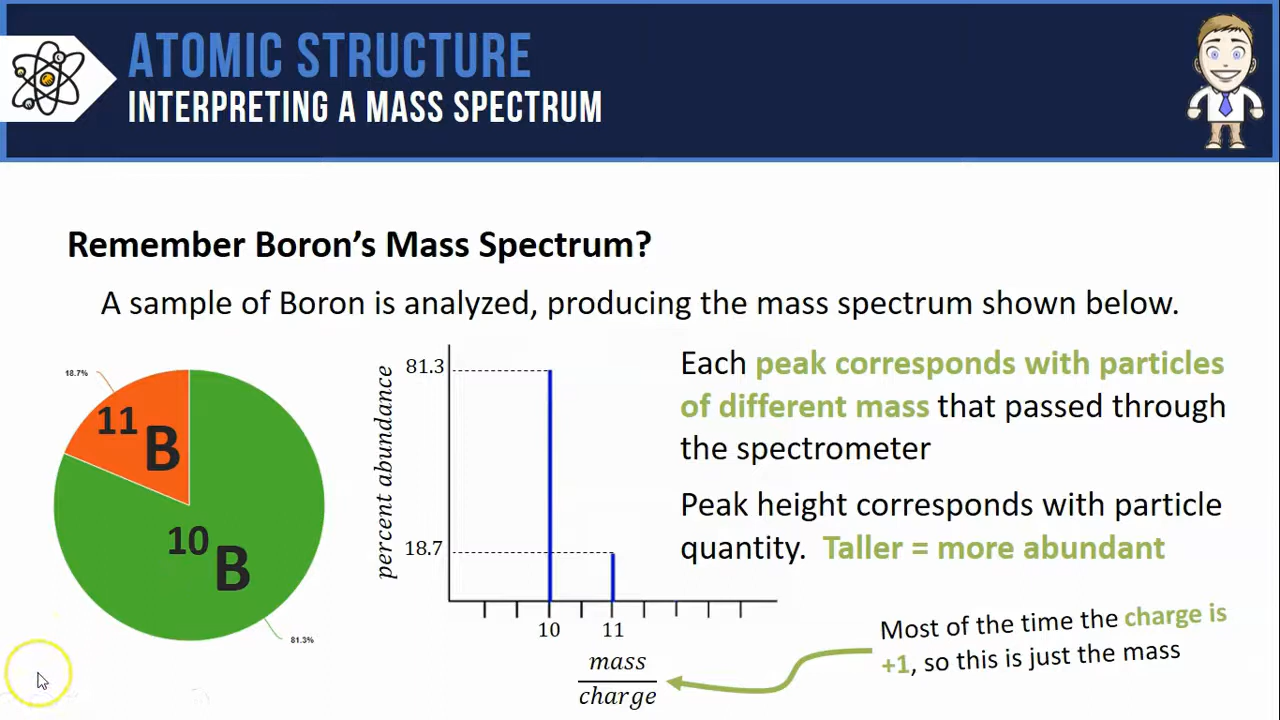 ATOMIC STRUCTURE
INTERPRETING A MASS SPECTRUM
Remember Boron's Mass Spectrum?
A sample of Boron is analyzed, producing the mass spectrum shown below.
18.7%
11
B
10
B
81.3%
percent abundance
81.3
18.7
10 11
mass
charge
Each peak corresponds with particles
of different mass that passed through
the spectrometer
Peak height corresponds with particle
quantity. Taller = more abundant
Most of the time the charge is
+1, so this is just the mass